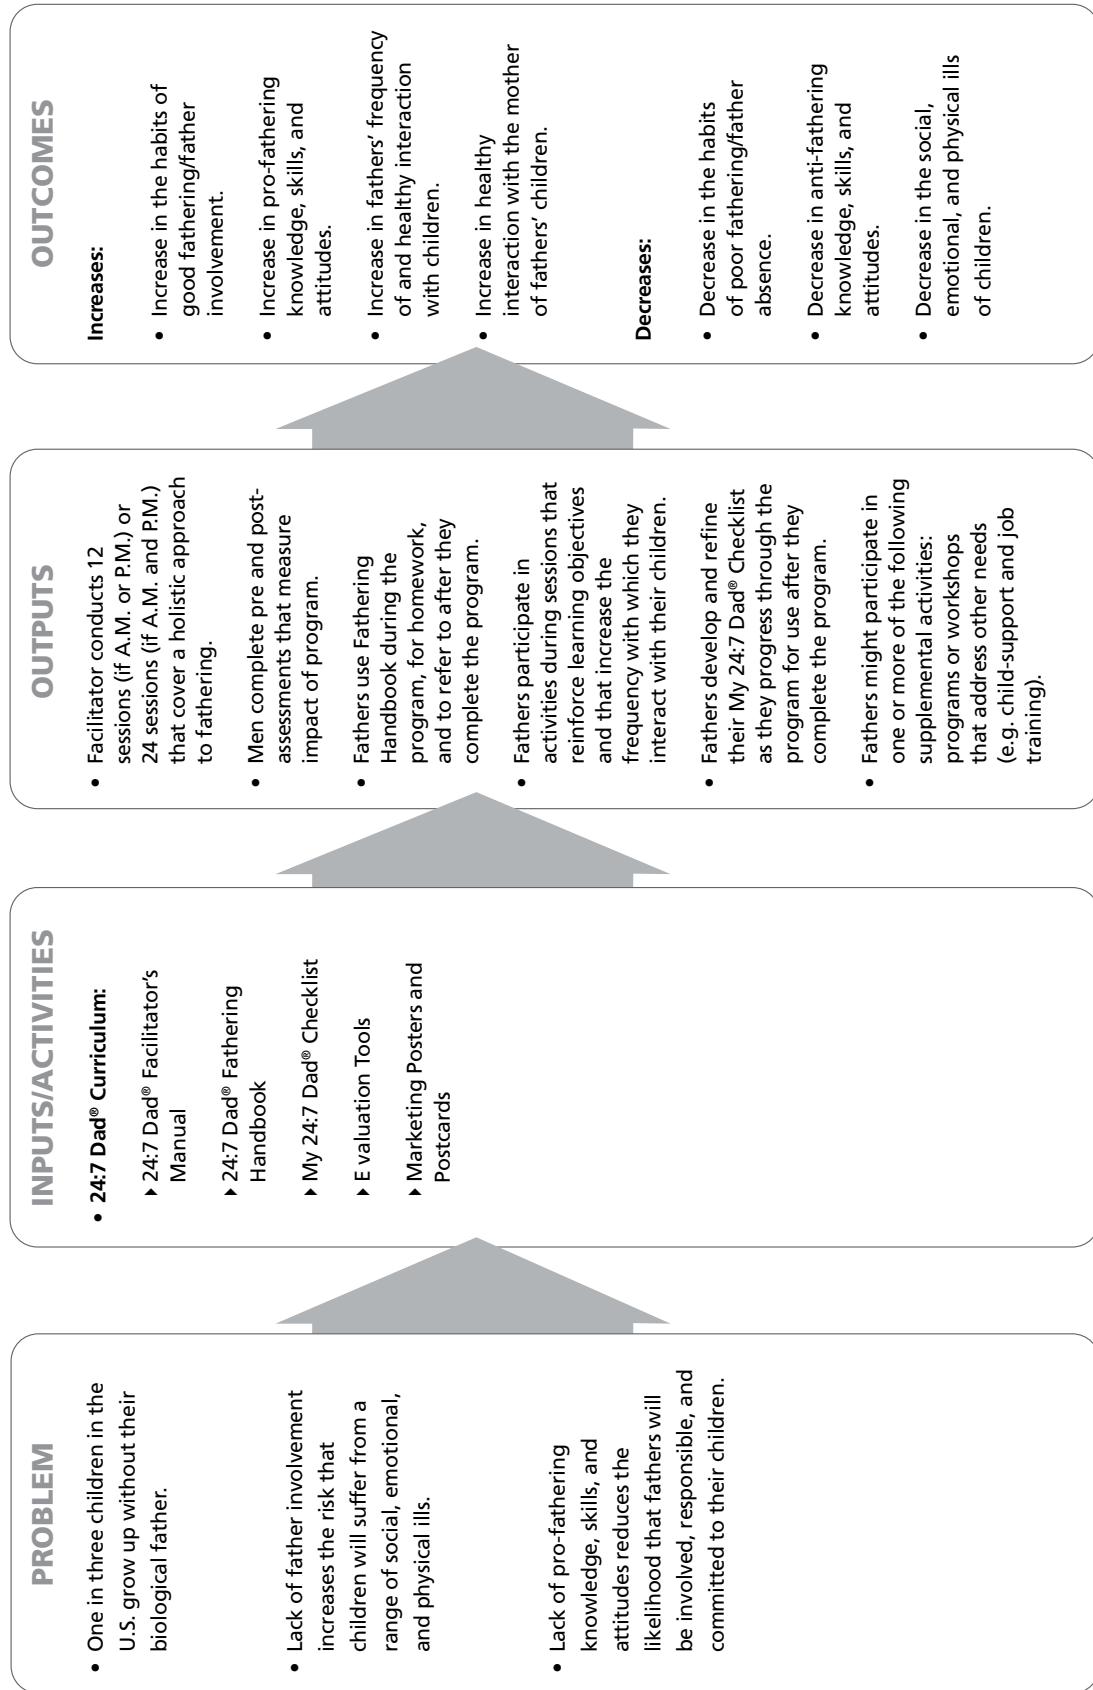 PROBLEM
• One in three children in the
U.S. grow up without their
biological father.
• Lack of father involvement
increases the risk that
children will suffer from a
range of social, emotional,
and physical ills.
• Lack of pro-fathering
knowledge, skills, and
attitudes reduces the
likelihood that fathers will
be involved, responsible, and
committed to their children.
INPUTS/ACTIVITIES
• 24:7 Dad® Curriculum:
▸ 24:7 Dad® Facilitator’s
Manual
▸ 24:7 Dad® Fathering
Handbook
▸ My 24:7 Dad® Checklist
▸ E valuation Tools
▸ Marketing Posters and
Postcards
OUTPUTS
• Facilitator conducts 12
sessions (if A.M. or P.M.) or
24 sessions (if A.M. and P.M.)
that cover a holistic approach
to fathering.
• Men complete pre and post-
assessments that measure
impact of program.
• Fathers use Fathering
Handbook during the
program, for homework,
and to refer to after they
complete the program.
• Fathers participate in
activities during sessions that
reinforce learning objectives
and that increase the
frequency with which they
interact with their children.
• Fathers develop and refine
their My 24:7 Dad® Checklist
as they progress through the
program for use after they
complete the program.
• Fathers might participate in
one or more of the following
supplemental activities:
programs or workshops
that address other needs
(e.g. child-support and job
training).
OUTCOMES
Increases:
• Increase in the habits of
good fathering/father
involvement.
• Increase in pro-fathering
knowledge, skills, and
attitudes.
• Increase in fathers’ frequency
of and healthy interaction
with children.
• Increase in healthy
interaction with the mother
of fathers’ children.
Decreases:
• Decrease in the habits
of poor fathering/father
absence.
• Decrease in anti-fathering
knowledge, skills, and
attitudes.
• Decrease in the social,
emotional, and physical ills
of children.